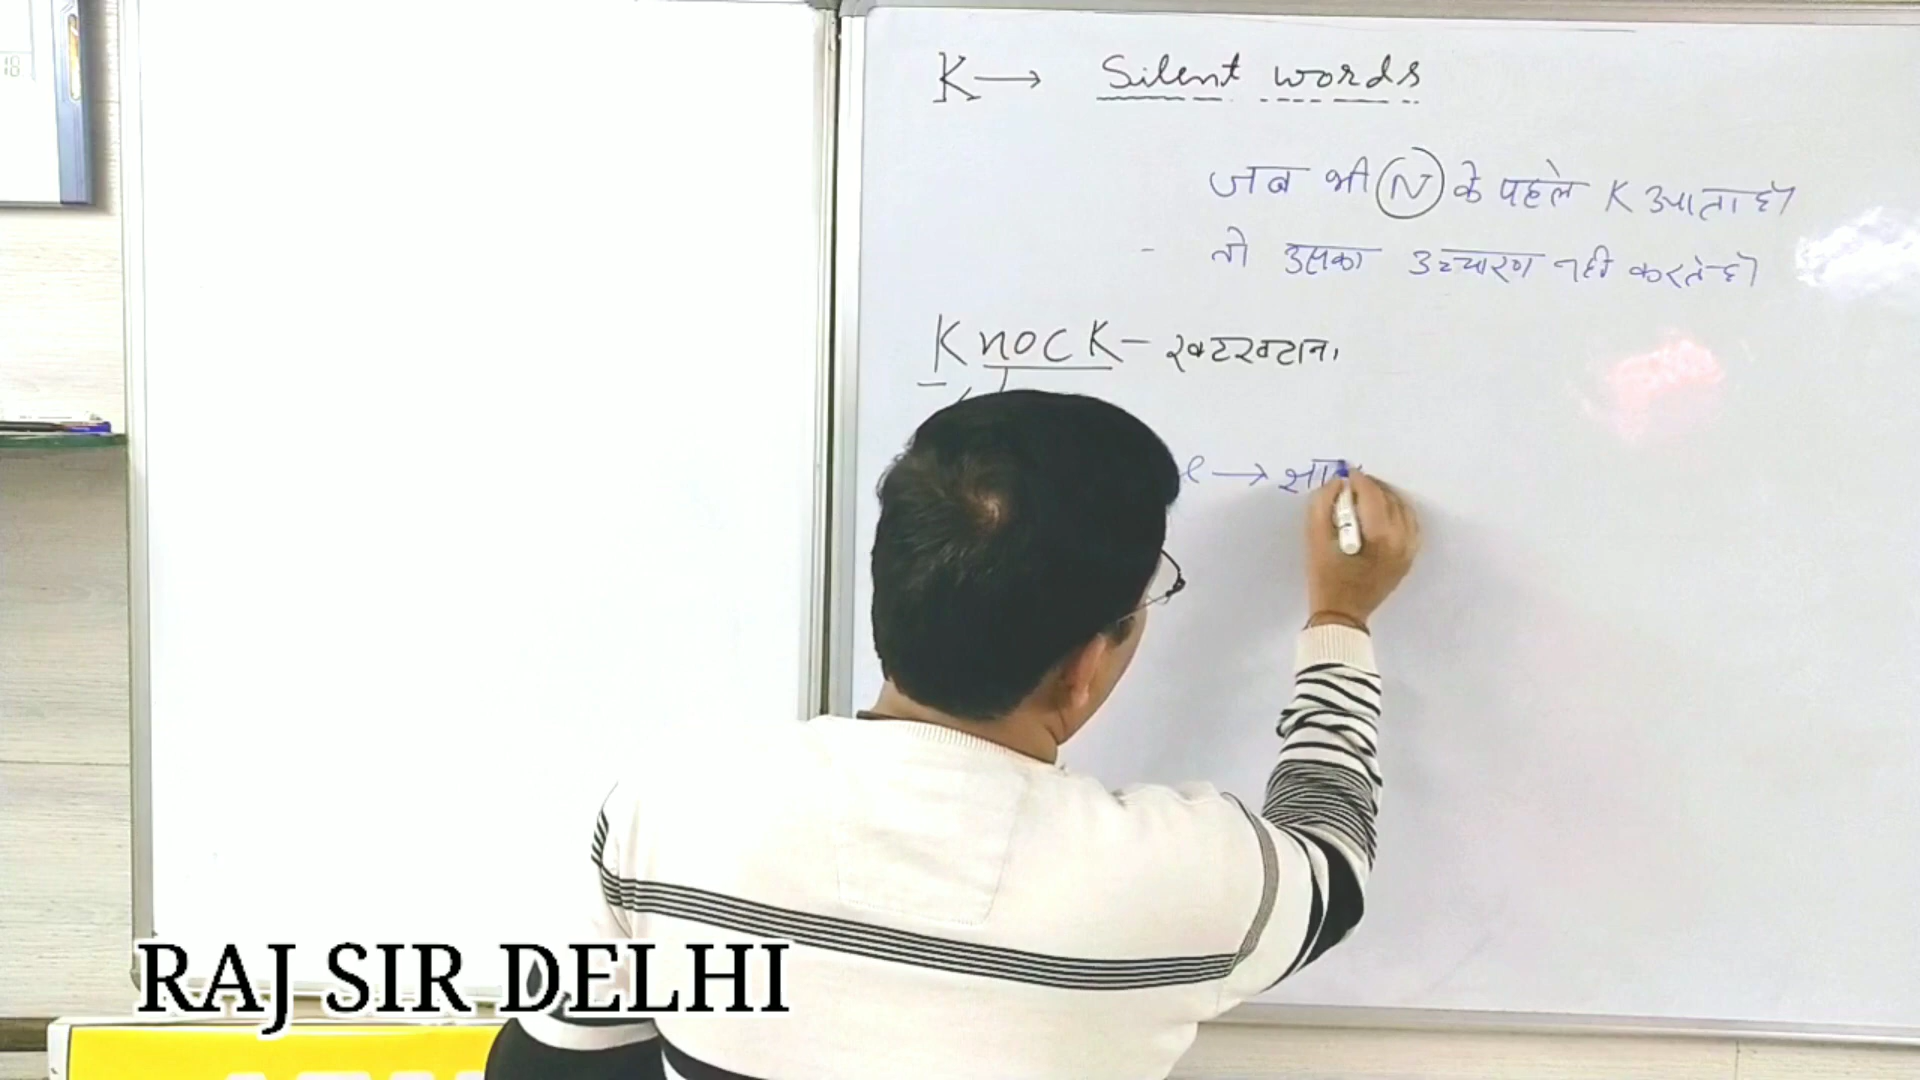 K → Silent words
जब भी N के पहले K आता है
- तो उसका उच्चारण नही करते है
Knock - खटखटाना
RAJ SIR DELHI